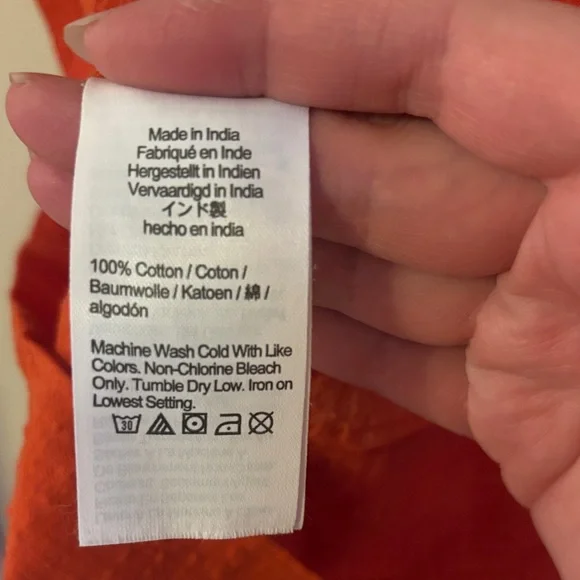 Made in India
Fabriqué en Inde
Hergestellt in Indien
Vervaardigd in India
インド製
hecho en india
100% Cotton / Coton /
Baumwolle / Katoen / 綿 /
algodón
Machine Wash Cold With Like
Colors. Non-Chlorine Bleach
Only. Tumble Dry Low. Iron on
Lowest Setting.
30